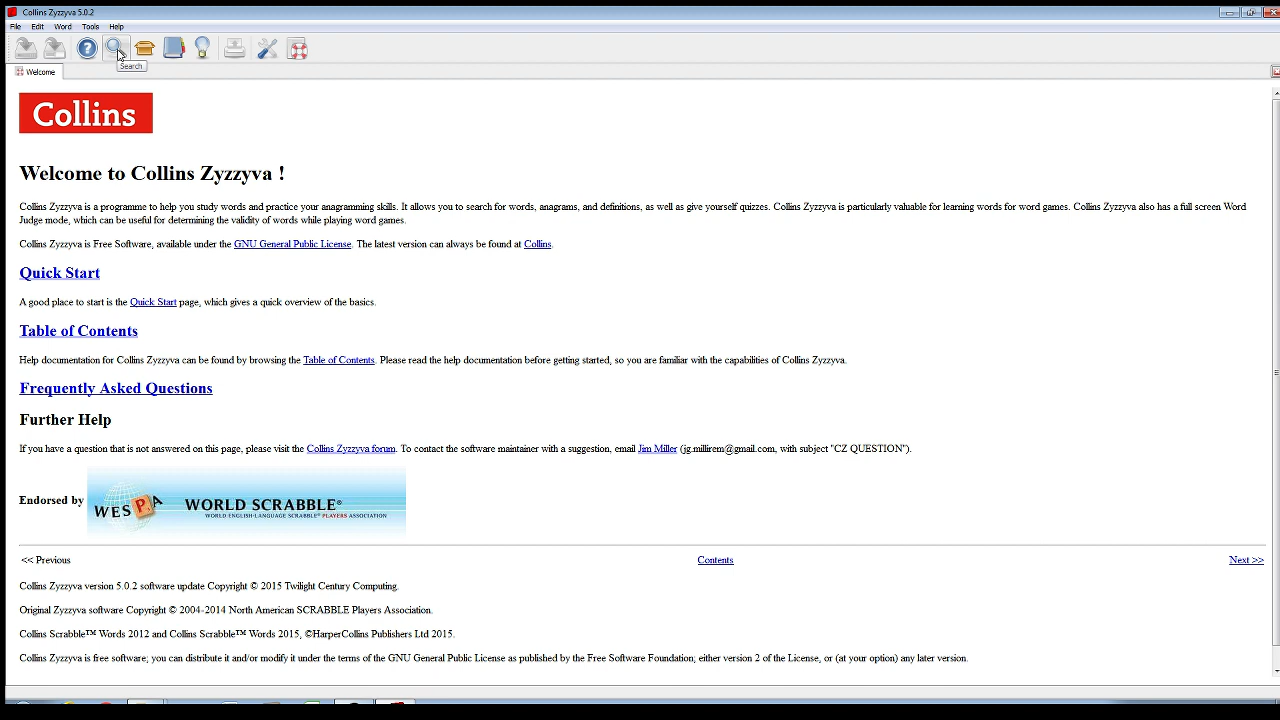 Collins Zyzzyva 5.0.2
File Edit Word Tools Help
Search
Welcome
Collins
Welcome to Collins Zyzzyva !
Collins Zyzzyva is a programme to help you study words and practice your anagramming skills. It allows you to search for words, anagrams, and definitions, as well as give yourself quizzes. Collins Zyzzyva is particularly valuable for learning words for word games. Collins Zyzzyva also has a full screen Word
Judge mode, which can be useful for determining the validity of words while playing word games.
Collins Zyzzyva is Free Software, available under the GNU General Public License. The latest version can always be found at Collins.
Quick Start
A good place to start is the Quick Start page, which gives a quick overview of the basics.
Table of Contents
Help documentation for Collins Zyzzyva can be found by browsing the Table of Contents. Please read the help documentation before getting started, so you are familiar with the capabilities of Collins Zyzzyva.
Frequently Asked Questions
Further Help
If you have a question that is not answered on this page, please visit the Collins Zyzzyva forum. To contact the software maintainer with a suggestion, email Jim Miller (jg.millirem@gmail.com, with subject "CZ QUESTION").
Endorsed by WESPA WORLD SCRABBLE®
WORLD ENGLISH-LANGUAGE SCRABBLE® PLAYERS ASSOCIATION
<< Previous Contents Next >>
Collins Zyzzyva version 5.0.2 software update Copyright © 2015 Twilight Century Computing.
Original Zyzzyva software Copyright © 2004-2014 North American SCRABBLE Players Association.
Collins Scrabble™ Words 2012 and Collins Scrabble™ Words 2015, ©HarperCollins Publishers Ltd 2015.
Collins Zyzzyva is free software; you can distribute it and/or modify it under the terms of the GNU General Public License as published by the Free Software Foundation; either version 2 of the License, or (at your option) any later version.